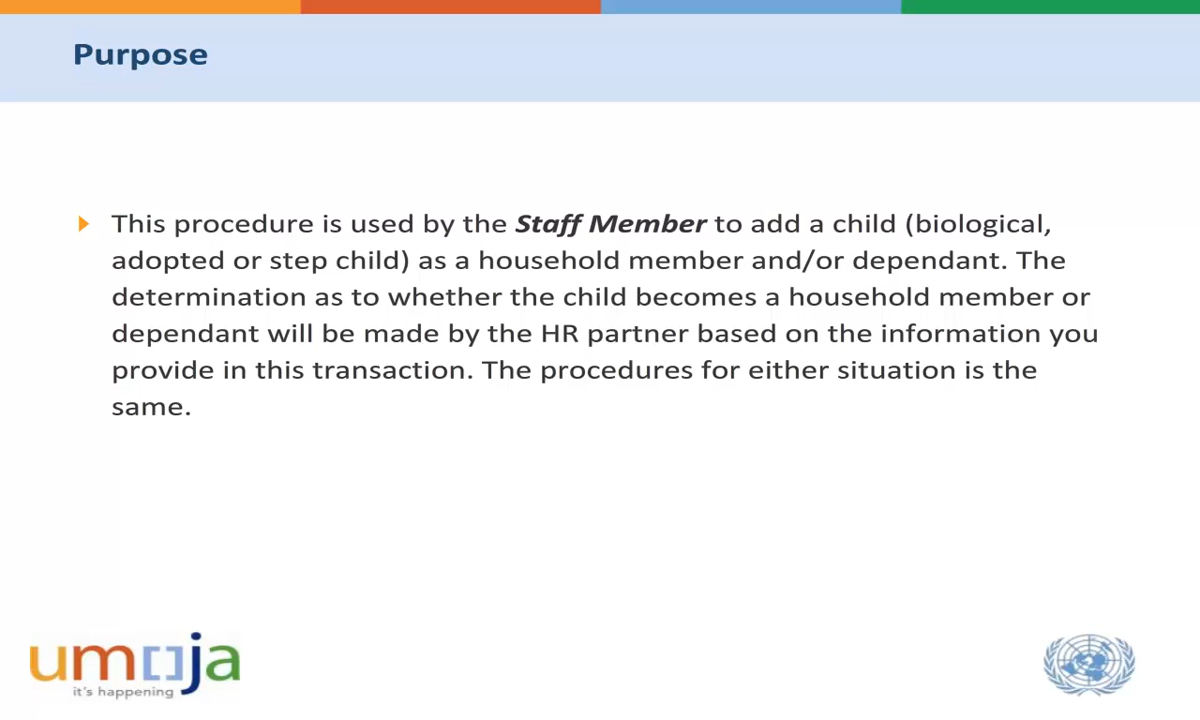 Purpose
This procedure is used by the Staff Member to add a child (biological,
adopted or step child) as a household member and/or dependant. The
determination as to whether the child becomes a household member or
dependant will be made by the HR partner based on the information you
provide in this transaction. The procedures for either situation is the
same.
umoja
it's happening